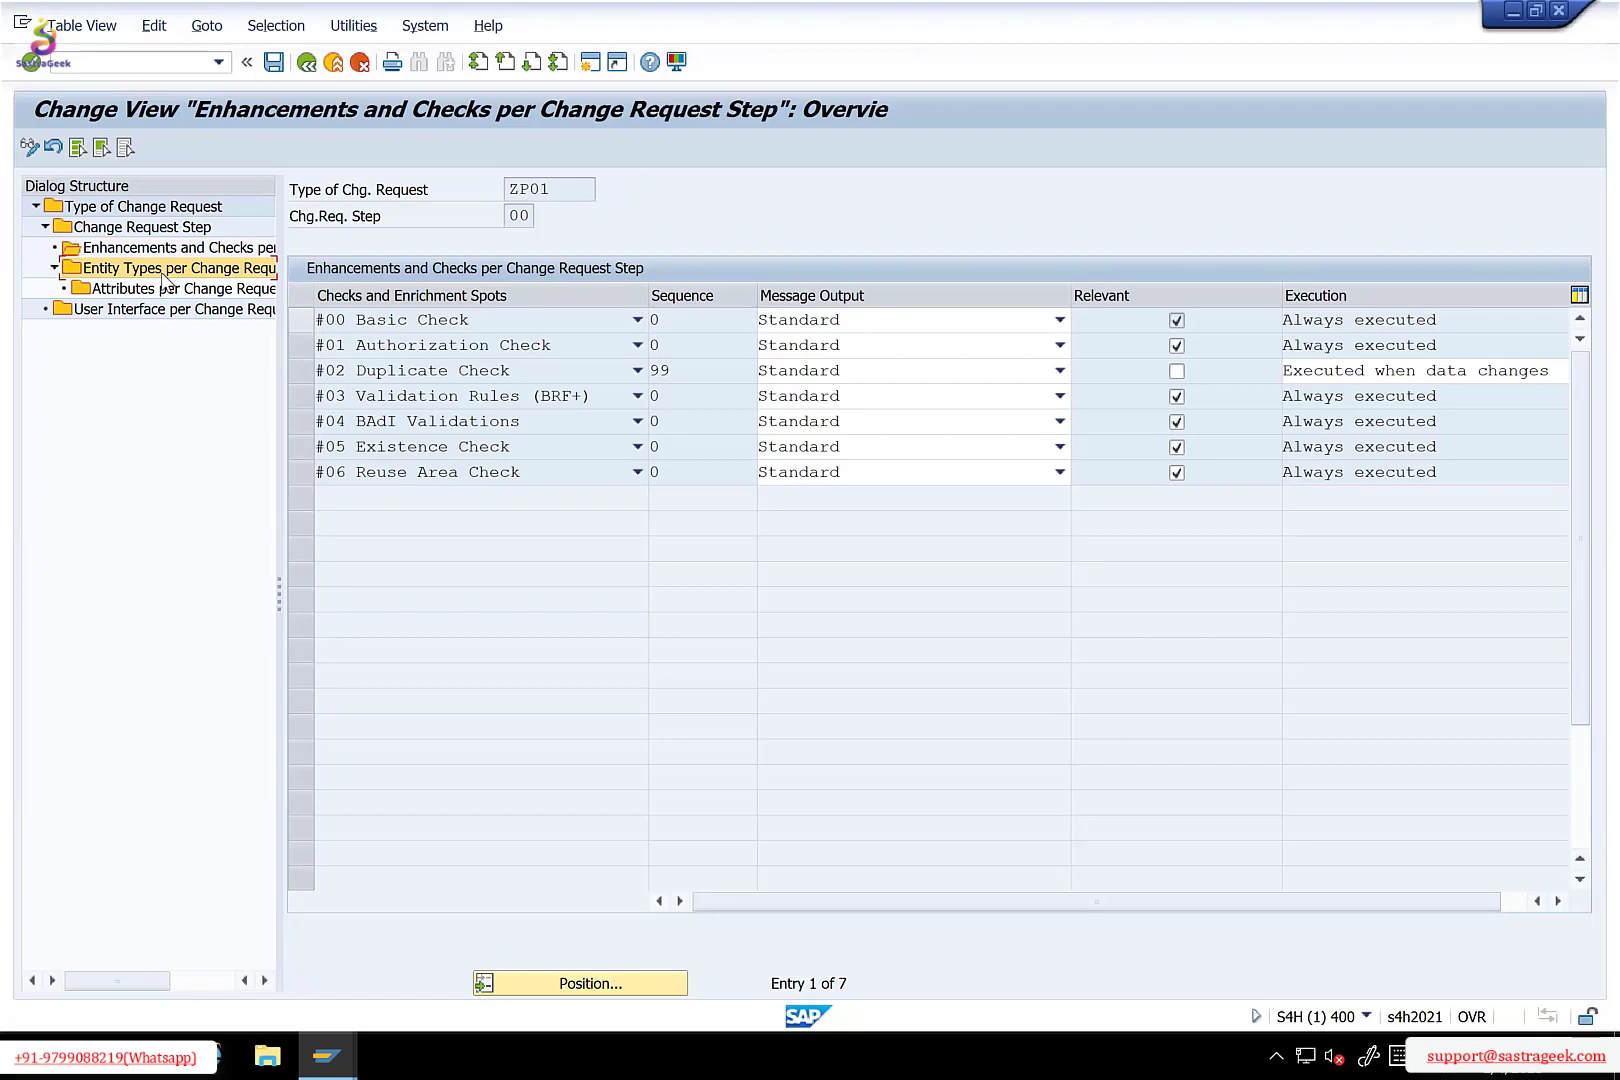 Table View Edit Goto Selection Utilities System Help
SastraGeek
Change View "Enhancements and Checks per Change Request Step": Overvie
Dialog Structure
Type of Change Request
Change Request Step
Enhancements and Checks per
Entity Types per Change Requ
Attributes per Change Reque
User Interface per Change Requ
Type of Chg. Request ZP01
Chg.Req. Step 00
Enhancements and Checks per Change Request Step
Checks and Enrichment Spots Sequence Message Output Relevant Execution
#00 Basic Check 0 Standard Always executed
#01 Authorization Check 0 Standard Always executed
#02 Duplicate Check 99 Standard Executed when data changes
#03 Validation Rules (BRF+) 0 Standard Always executed
#04 BAdI Validations 0 Standard Always executed
#05 Existence Check 0 Standard Always executed
#06 Reuse Area Check 0 Standard Always executed
Position... Entry 1 of 7
SAP S4H (1) 400 s4h2021 OVR
+91-9799088219(Whatsapp) support@sastrageek.com